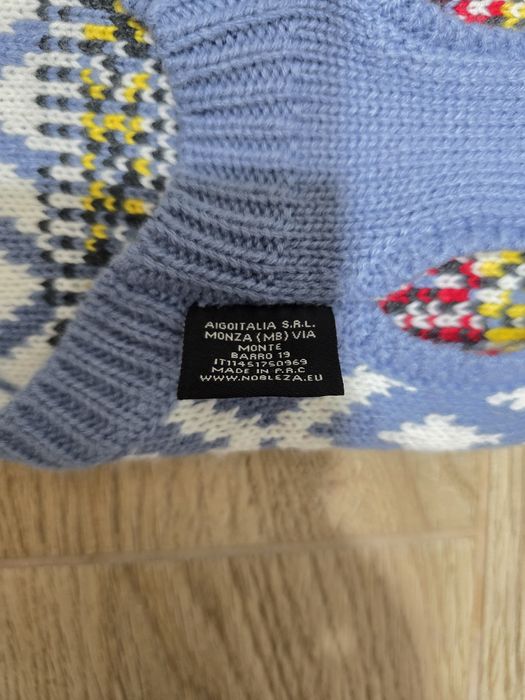 AIGOITALIA S.R.L.
MONZA (MB) VIA
MONTE
BARRO 19
IT11451750969
MADE IN P.R.C
WWW.NOBLEZA.EU